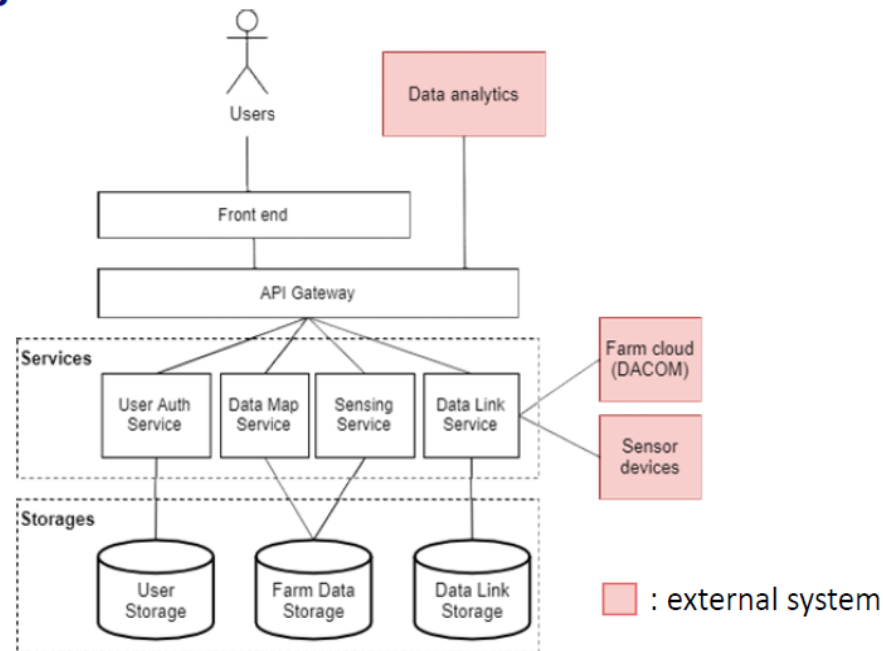 Users
Data analytics
Front end
API Gateway
Services
User Auth
Service
Data Map
Service
Sensing
Service
Data Link
Service
Farm cloud
(DACOM)
Sensor
devices
Storages
User
Storage
Farm Data
Storage
Data Link
Storage
: external system